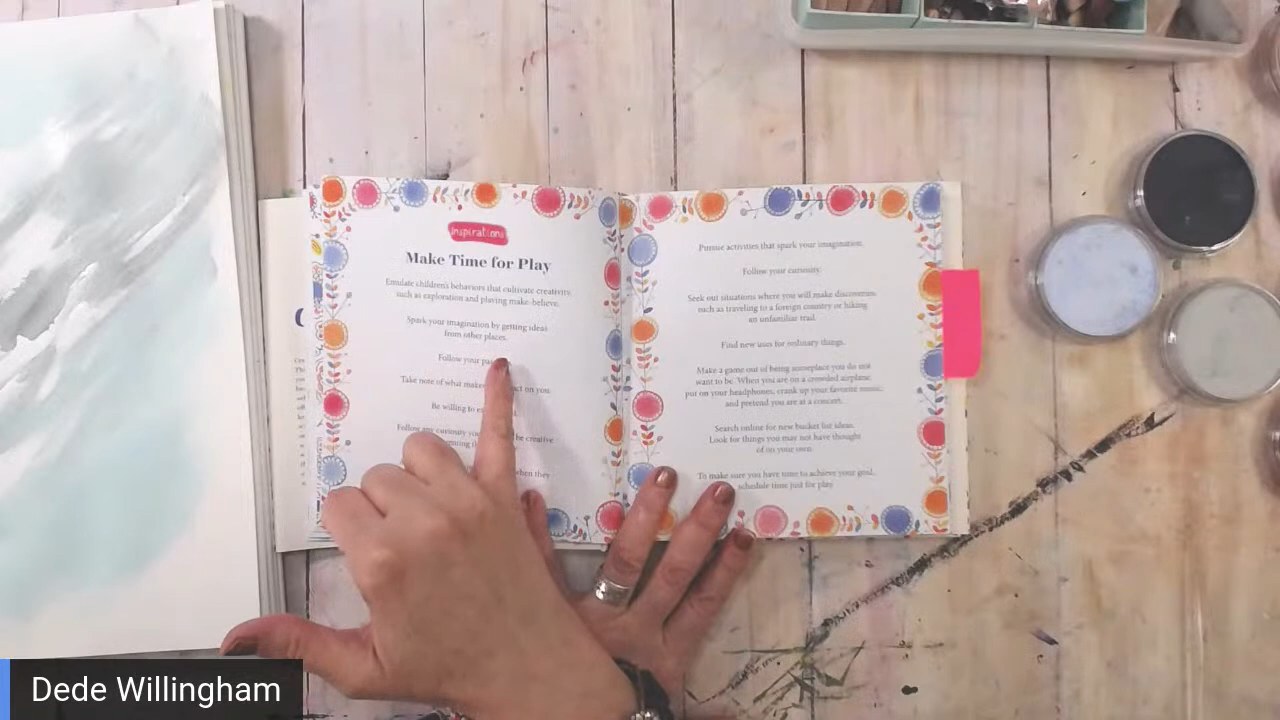 inspirations
Make Time for Play
Emulate children's behaviors that cultivate creativity
such as exploration and playing make-believe.
Spark your imagination by getting ideas
from other places.
Follow your
Take note of what makes on you.
Be willing to
Follow any curiosity be creative
when they
Pursue activities that spark your imagination.
Follow your curiosity.
Seek out situations where you will make discoveries,
such as traveling to a foreign country or hiking
an unfamiliar trail.
Find new uses for ordinary things.
Make a game out of being someplace you do not
want to be. When you are on a crowded airplane,
put on your headphones, crank up your favorite music,
and pretend you are at a concert.
Search online for new bucket list ideas.
Look for things you may not have thought
of on your own.
To make sure you have time to achieve your goal,
schedule time just for play.
Dede Willingham